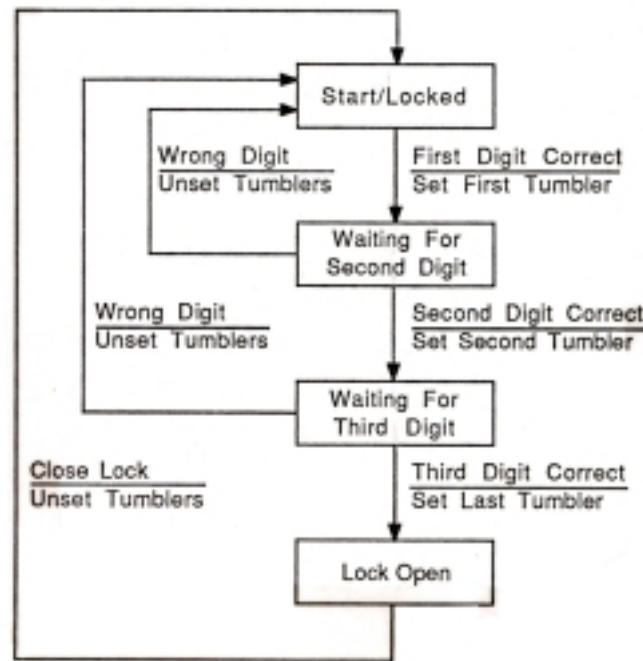 Start/Locked
Wrong Digit
Unset Tumblers
First Digit Correct
Set First Tumbler
Waiting For
Second Digit
Wrong Digit
Unset Tumblers
Second Digit Correct
Set Second Tumbler
Waiting For
Third Digit
Close Lock
Unset Tumblers
Third Digit Correct
Set Last Tumbler
Lock Open